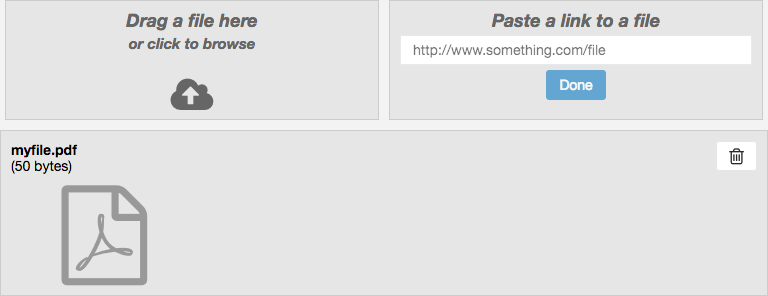 Drag a file here
or click to browse
Paste a link to a file
http://www.something.com/file
Done
myfile.pdf
(50 bytes)